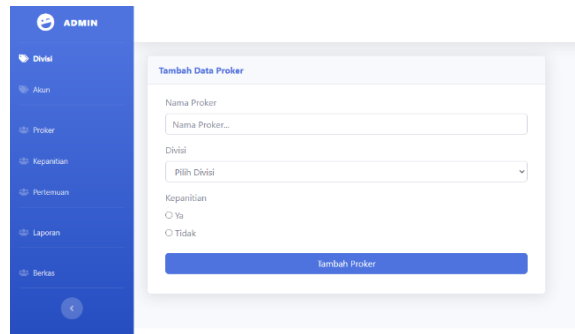 ADMIN
Divisi
Akun
Proker
Kepanitian
Pertemuan
Laporan
Berkas
Tambah Data Proker
Nama Proker
Nama Proker...
Divisi
Pilih Divisi
Kepanitian
Ya
Tidak
Tambah Proker